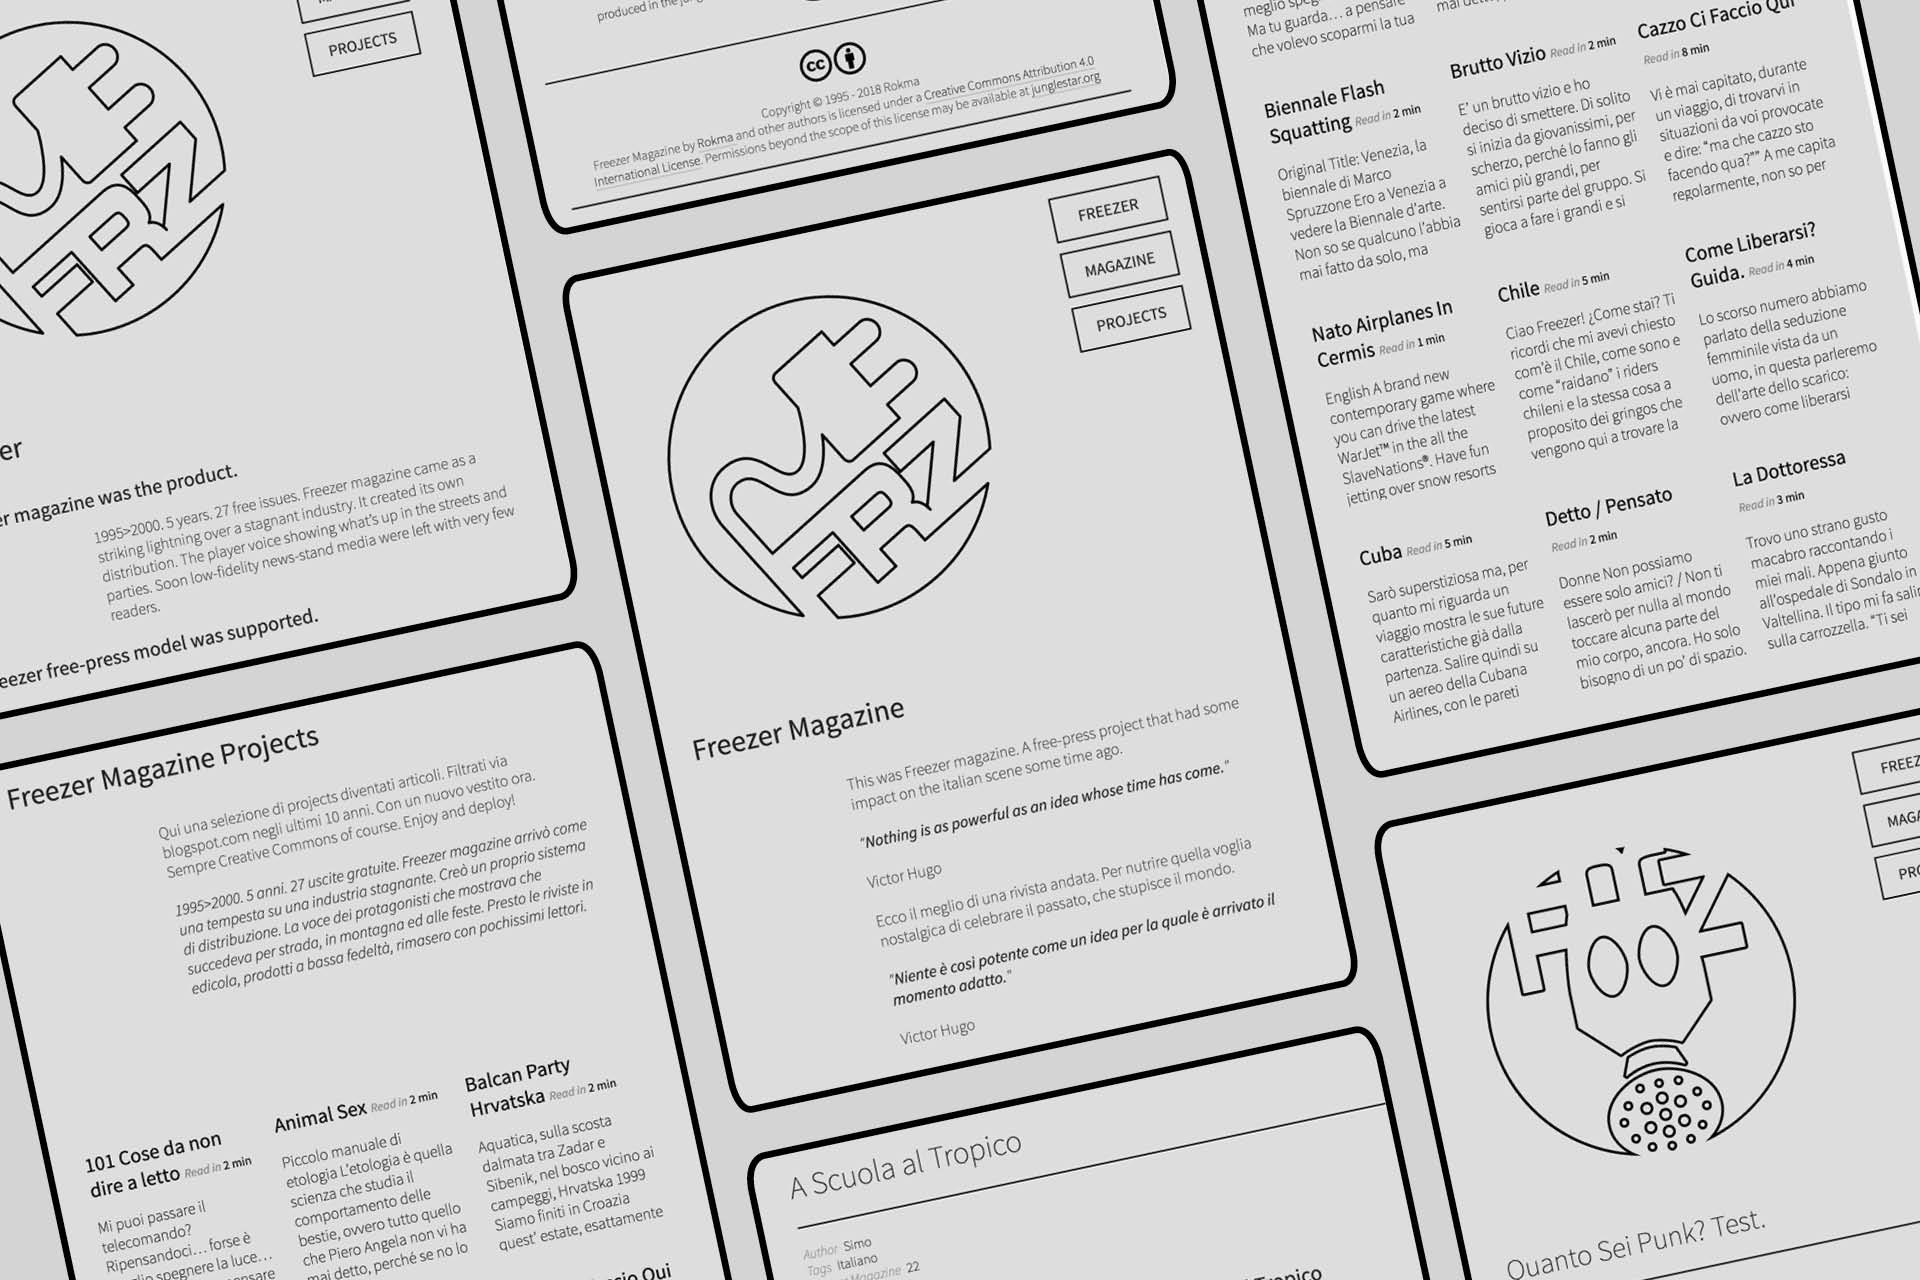 PROJECTS
er
er magazine was the product.
1995>2000. 5 years. 27 free issues. Freezer magazine came as a
striking lightning over a stagnant industry. It created its own
distribution. The player voice showing what's up in the streets and
parties. Soon low-fidelity news-stand media were left with very few
readers.
eezer free-press model was supported.
Freezer Magazine Projects
Qui una selezione di projects diventati articoli. Filtrati via
blogspot.com negli ultimi 10 anni. Con un nuovo vestito ora.
Sempre Creative Commons of course. Enjoy and deploy!
1995>2000. 5 anni. 27 uscite gratuite. Freezer magazine arrivò come
una tempesta su una industria stagnante. Creò un proprio sistema
di distribuzione. La voce dei protagonisti che mostrava che
succedeva per strada, in montagna ed alle feste. Presto le riviste in
edicola, prodotti a bassa fedeltà, rimasero con pochissimi lettori.
101 Cose da non
dire a letto Read in 2 min
Mi puoi passare il
telecomando?
Ripensandoci… forse è
spegnere la luce…
Animal Sex Read in 2 min
Piccolo manuale di
etologia L'etologia è quella
scienza che studia il
comportamento delle
bestie, ovvero tutto quello
che Piero Angela non vi ha
mai detto, perché se no lo
Balcan Party
Hrvatska Read in 2 min
Aquatica, sulla scosta
dalmata tra Zadar e
Sibenik, nel bosco vicino ai
campeggi, Hrvatska 1999
Siamo finiti in Croazia
quest' estate, esattamente
Qui
produced in the
cc
Copyright © 1995 - 2018 Rokma
Freezer Magazine by Rokma and other authors is licensed under a Creative Commons Attribution 4.0
International License. Permissions beyond the scope of this license may be available at junglestar.org
FREEZER
MAGAZINE
PROJECTS
FRZ
Freezer Magazine
This was Freezer magazine. A free-press project that had some
impact on the italian scene some time ago.
"Nothing is as powerful as an idea whose time has come."
Victor Hugo
Ecco il meglio di una rivista andata. Per nutrire quella voglia
nostalgica di celebrare il passato, che stupisce il mondo.
"Niente è così potente come un idea per la quale è arrivato il
momento adatto."
Victor Hugo
A Scuola al Tropico
Author Simo
Tags Italiano
Magazine 22
Tropico
meglio
Ma tu guarda… a pensare
che volevo scoparmi la tua
Biennale Flash
Squatting Read in 2 min
Original Title: Venezia, la
biennale di Marco
Spruzzone Ero a Venezia a
vedere la Biennale d'arte.
Non so se qualcuno l'abbia
mai fatto da solo, ma
Brutto Vizio Read in 2 min
E' un brutto vizio e ho
deciso di smettere. Di solito
si inizia da giovanissimi, per
scherzo, perché lo fanno gli
amici più grandi, per
sentirsi parte del gruppo. Si
gioca a fare i grandi e si
Cazzo Ci Faccio Qui
Read in 8 min
Vi è mai capitato, durante
un viaggio, di trovarvi in
situazioni da voi provocate
e dire: "ma che cazzo sto
facendo qua?"" A me capita
regolarmente, non so per
Nato Airplanes In
Cermis Read in 1 min
English A brand new
contemporary game where
you can drive the latest
WarJet™ in the all the
SlaveNations®. Have fun
jetting over snow resorts
Chile Read in 5 min
Ciao Freezer! ¿Come stai? Ti
ricordi che mi avevi chiesto
com'è il Chile, come sono e
come "raidano" i riders
chileni e la stessa cosa a
proposito dei gringos che
vengono qui a trovare la
Come Liberarsi?
Guida. Read in 4 min
Lo scorso numero abbiamo
parlato della seduzione
femminile vista da un
uomo, in questa parleremo
dell'arte dello scarico:
ovvero come liberarsi
Cuba Read in 5 min
Sarò superstiziosa ma, per
quanto mi riguarda un
viaggio mostra le sue future
caratteristiche già dalla
partenza. Salire quindi su
un aereo della Cubana
Airlines, con le pareti
Detto / Pensato
Read in 2 min
Donne Non possiamo
essere solo amici? / Non ti
lascerò per nulla al mondo
toccare alcuna parte del
mio corpo, ancora. Ho solo
bisogno di un po' di spazio.
La Dottoressa
Read in 3 min
Trovo uno strano gusto
macabro raccontando i
miei mali. Appena giunto
all'ospedale di Sondalo in
Valtellina. Il tipo mi fa salir
sulla carrozzella. "Ti sei
FREEZ
MAGA
PRO
Quanto Sei Punk? Test.